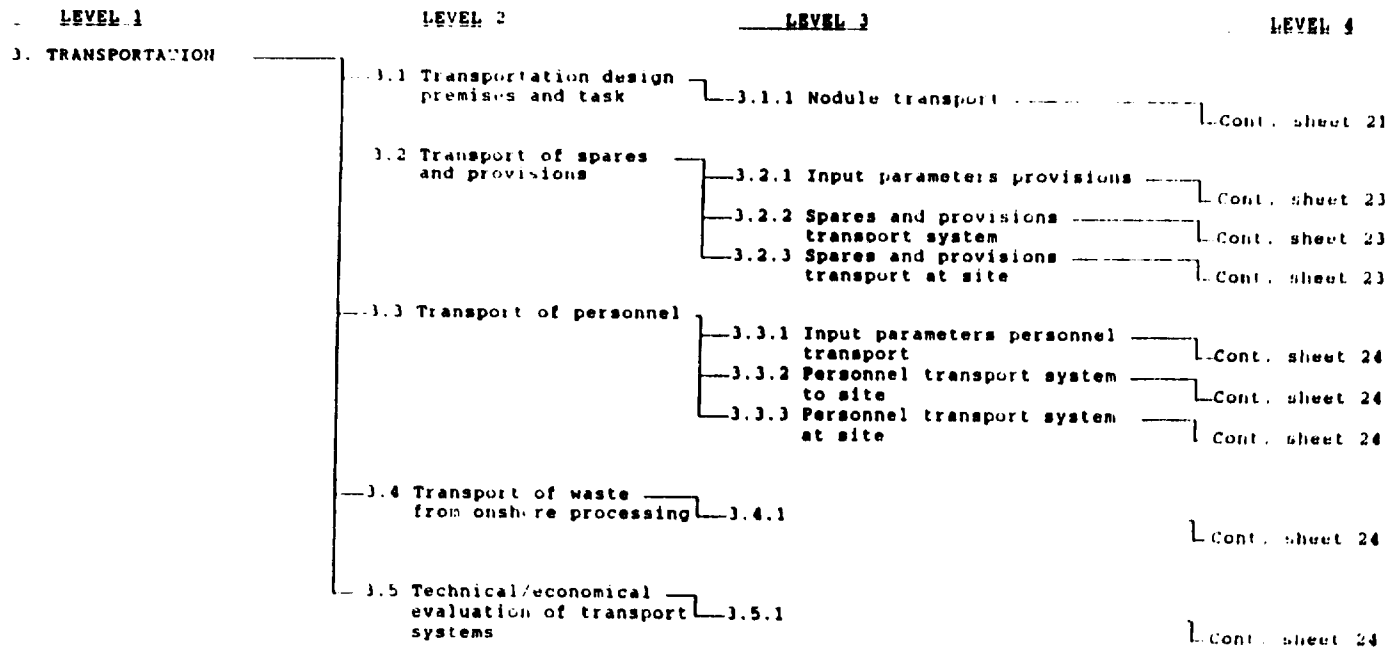 LEVEL 1 LEVEL 2 LEVEL 3 LEVEL 4
3. TRANSPORTATION
3.1 Transportation design
premises and task 3.1.1 Nodule transport
Cont. sheet 21
3.2 Transport of spares
and provisions 3.2.1 Input parameters provisions
Cont. sheet 23
3.2.2 Spares and provisions
transport system Cont. sheet 23
3.2.3 Spares and provisions
transport at site Cont. sheet 23
3.3 Transport of personnel
3.3.1 Input parameters personnel
transport Cont. sheet 24
3.3.2 Personnel transport system
to site Cont. sheet 24
3.3.3 Personnel transport system
at site Cont. sheet 24
3.4 Transport of waste
from onshore processing 3.4.1
Cont. sheet 24
3.5 Technical/economical
evaluation of transport 3.5.1
systems Cont. sheet 24